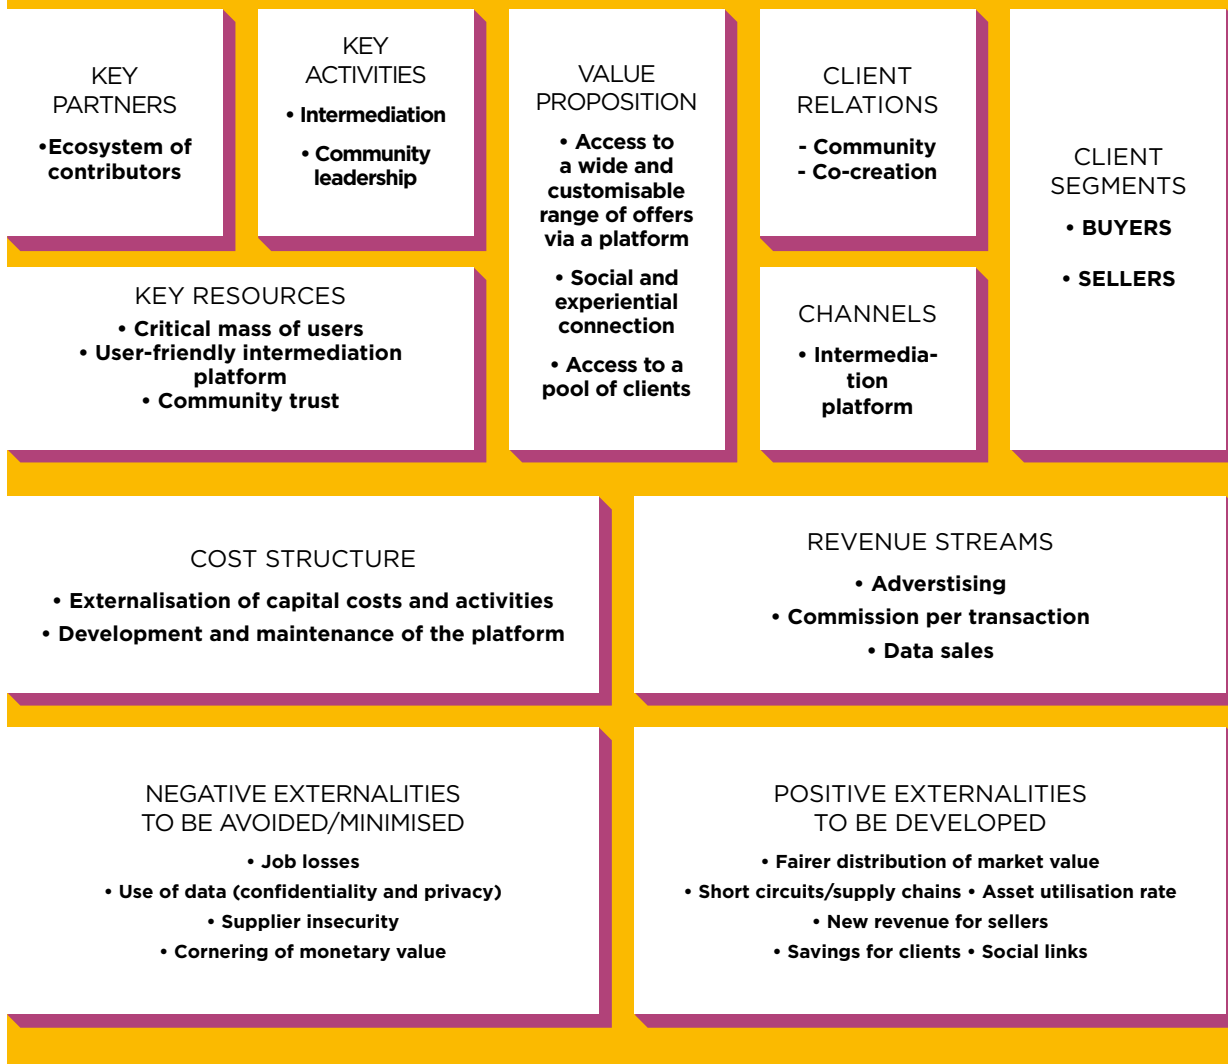 KEY
PARTNERS
•Ecosystem of
contributors
KEY
ACTIVITIES
• Intermediation
• Community
leadership
VALUE
PROPOSITION
• Access to
a wide and
customisable
range of offers
via a platform
• Social and
experiential
connection
• Access to a
pool of clients
CLIENT
RELATIONS
- Community
- Co-creation
CLIENT
SEGMENTS
• BUYERS
• SELLERS
KEY RESOURCES
• Critical mass of users
• User-friendly intermediation
platform
• Community trust
CHANNELS
• Intermedia-
tion
platform
COST STRUCTURE
• Externalisation of capital costs and activities
• Development and maintenance of the platform
REVENUE STREAMS
• Adverstising
• Commission per transaction
• Data sales
NEGATIVE EXTERNALITIES
TO BE AVOIDED/MINIMISED
• Job losses
• Use of data (confidentiality and privacy)
• Supplier insecurity
• Cornering of monetary value
POSITIVE EXTERNALITIES
TO BE DEVELOPED
• Fairer distribution of market value
• Short circuits/supply chains • Asset utilisation rate
• New revenue for sellers
• Savings for clients • Social links